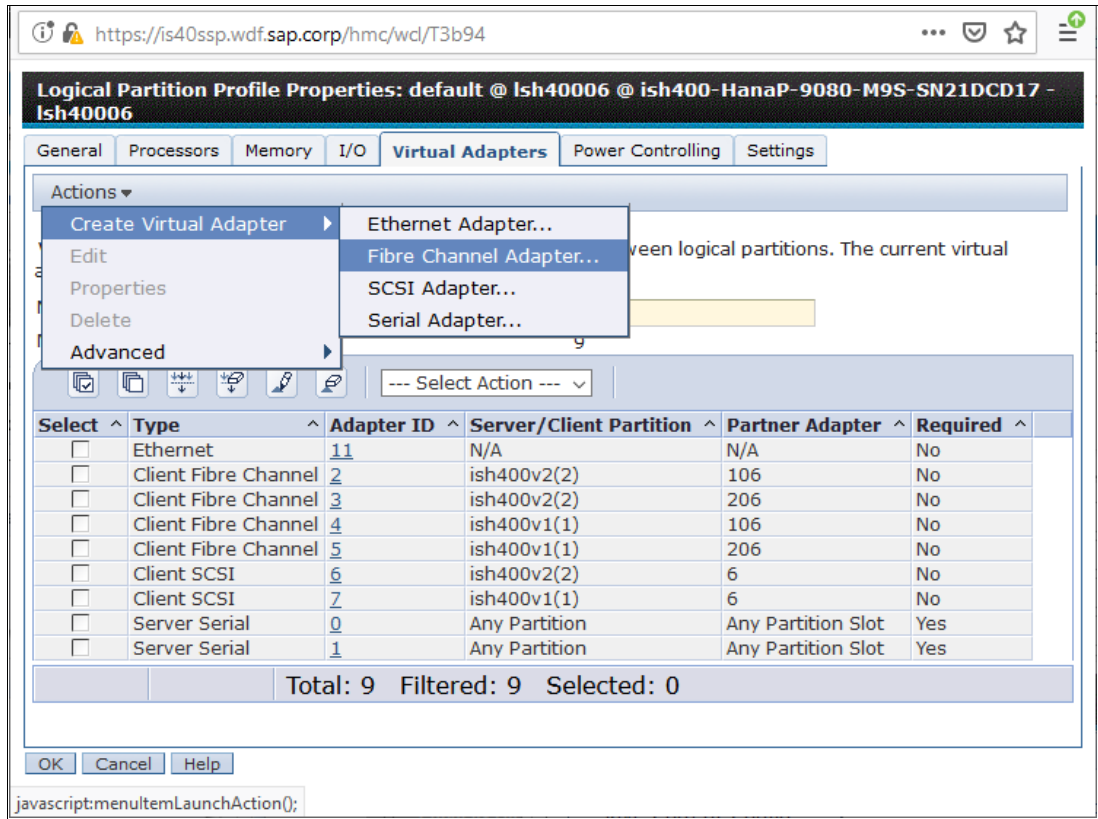 https://is40ssp.wdf.sap.corp/hmc/wcl/T3b94
Logical Partition Profile Properties: default @ lsh40006 @ ish400-HanaP-9080-M9S-SN21DCD17 -
lsh40006
General Processors Memory I/O Virtual Adapters Power Controlling Settings
Actions
Create Virtual Adapter Ethernet Adapter...
Edit Fibre Channel Adapter... ween logical partitions. The current virtual
Properties SCSI Adapter...
Delete Serial Adapter...
Advanced 9
--- Select Action ---
Select Type Adapter ID Server/Client Partition Partner Adapter Required
Ethernet 11 N/A N/A No
Client Fibre Channel 2 ish400v2(2) 106 No
Client Fibre Channel 3 ish400v2(2) 206 No
Client Fibre Channel 4 ish400v1(1) 106 No
Client Fibre Channel 5 ish400v1(1) 206 No
Client SCSI 6 ish400v2(2) 6 No
Client SCSI 7 ish400v1(1) 6 No
Server Serial 0 Any Partition Any Partition Slot Yes
Server Serial 1 Any Partition Any Partition Slot Yes
Total: 9 Filtered: 9 Selected: 0
OK Cancel Help
javascript:menuItemLaunchAction();